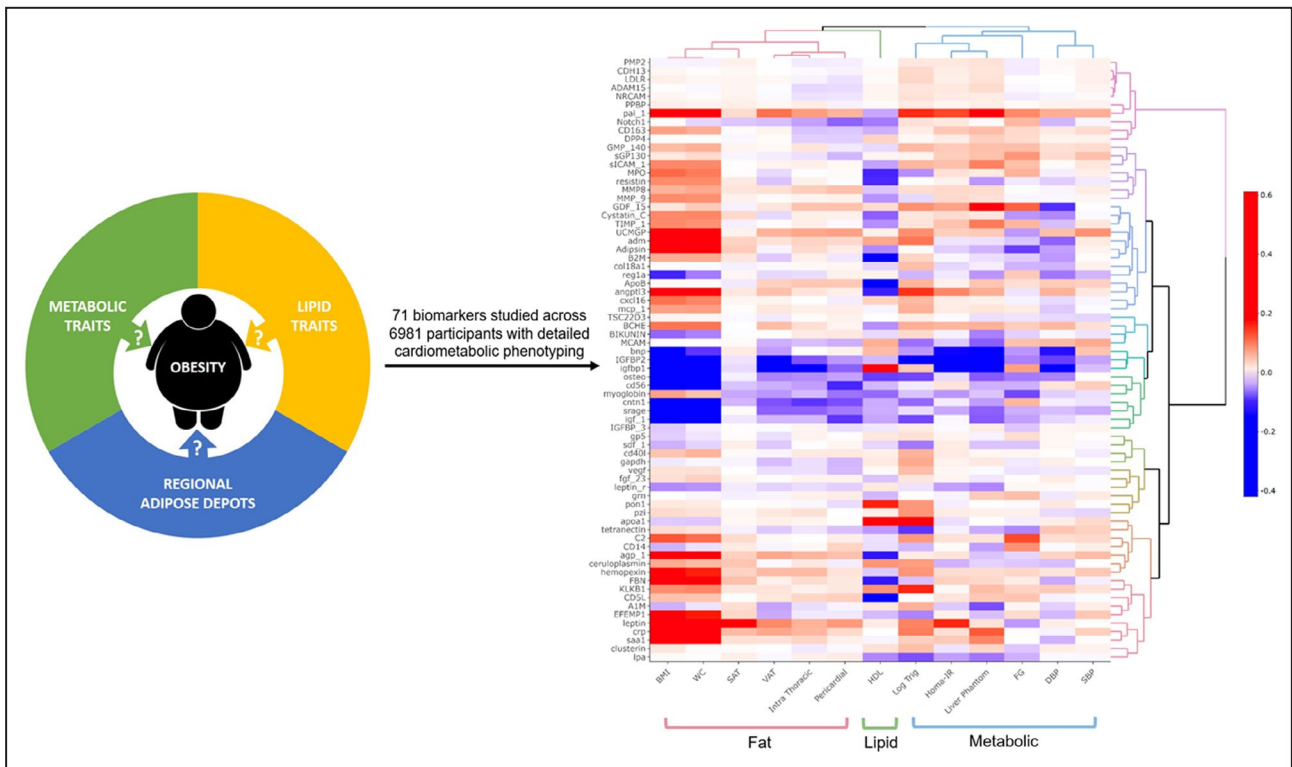 METABOLIC
TRAITS
LIPID
TRAITS
?
?
OBESITY
?
REGIONAL
ADIPOSE DEPOTS
71 biomarkers studied across
6981 participants with detailed
cardiometabolic phenotyping
PMP2
CDH13
LDLR
ADAM15
NRCAM
PPBP
pai_1
Notch1
CD163
DPP4
GMP_140
sGP130
sICAM_1
MPO
resistin
MMP8
MMP_9
GDF_15
Cystatin_C
TIMP_1
UCMGP
adm
Adipsin
B2M
col18a1
reg1a
ApoB
angptl3
cxcl16
mcp_1
TSC22D3
BCHE
BIKUNIN
MCAM
bnp
IGFBP2
igfbp1
osteo
cd56
myoglobin
cntn1
srage
igf_1
IGFBP_3
gp5
sdf_1
cd40l
gapdh
vegf
fgf_23
leptin_r
grn
pon1
pzi
apoa1
tetranectin
C2
CD14
agp_1
ceruloplasmin
hemopexin
FBN
KLKB1
CD5L
A1M
EFEMP1
leptin
crp
saa1
clusterin
lpa
BMI
WC
SAT
VAT
Intra Thoracic
Pericardial
HDL
Log Trig
Homa-IR
Liver Phantom
FG
DBP
SBP
Fat
Lipid
Metabolic
0.6
0.4
0.2
0.0
-0.2
-0.4